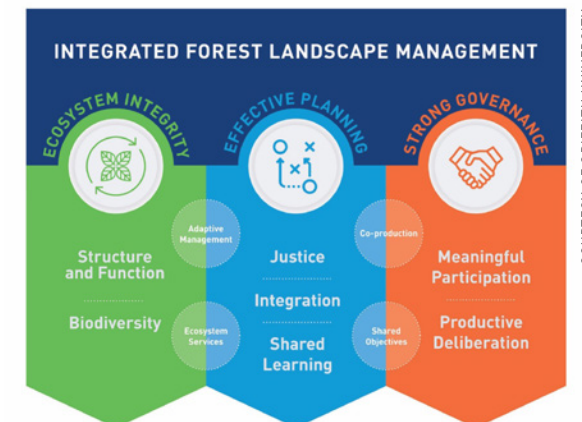 INTEGRATED FOREST LANDSCAPE MANAGEMENT
ECOSYSTEM INTEGRITY
EFFECTIVE PLANNING
STRONG GOVERNANCE
Adaptive
Management
Co-production
Structure
and Function
Justice
Meaningful
Participation
Integration
Biodiversity
Ecosystem
Services
Shared
Learning
Shared
Objectives
Productive
Deliberation